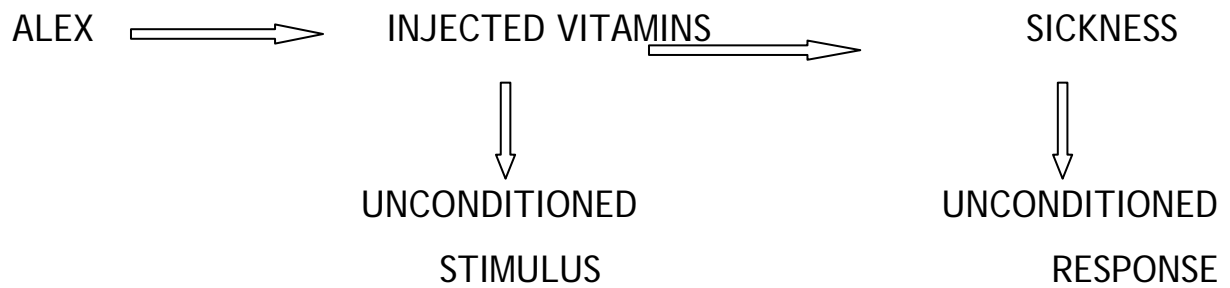 ALEX INJECTED VITAMINS SICKNESS
UNCONDITIONED UNCONDITIONED
STIMULUS RESPONSE